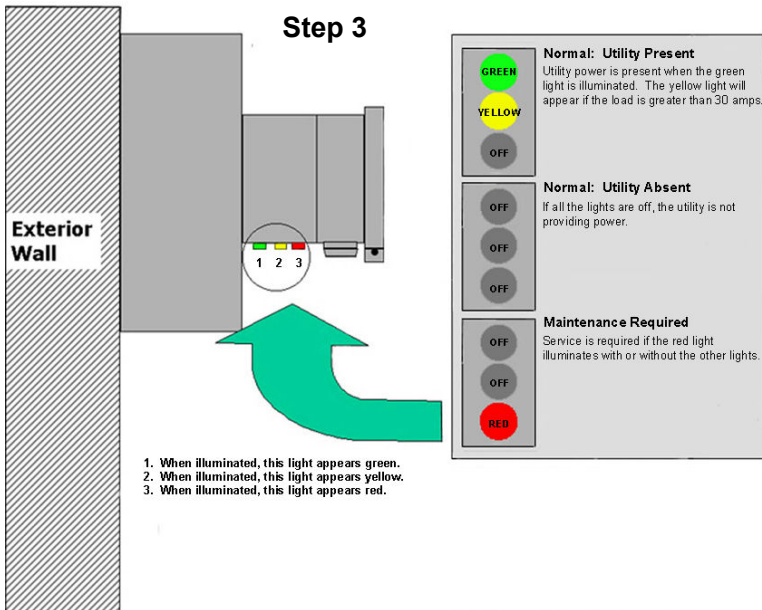 Step 3
Exterior
Wall
1 2 3
GREEN
YELLOW
OFF
Normal: Utility Present
Utility power is present when the green
light is illuminated. The yellow light will
appear if the load is greater than 30 amps.
OFF
OFF
OFF
Normal: Utility Absent
If all the lights are off, the utility is not
providing power.
OFF
OFF
RED
Maintenance Required
Service is required if the red light
illuminates with or without the other lights.
1. When illuminated, this light appears green.
2. When illuminated, this light appears yellow.
3. When illuminated, this light appears red.